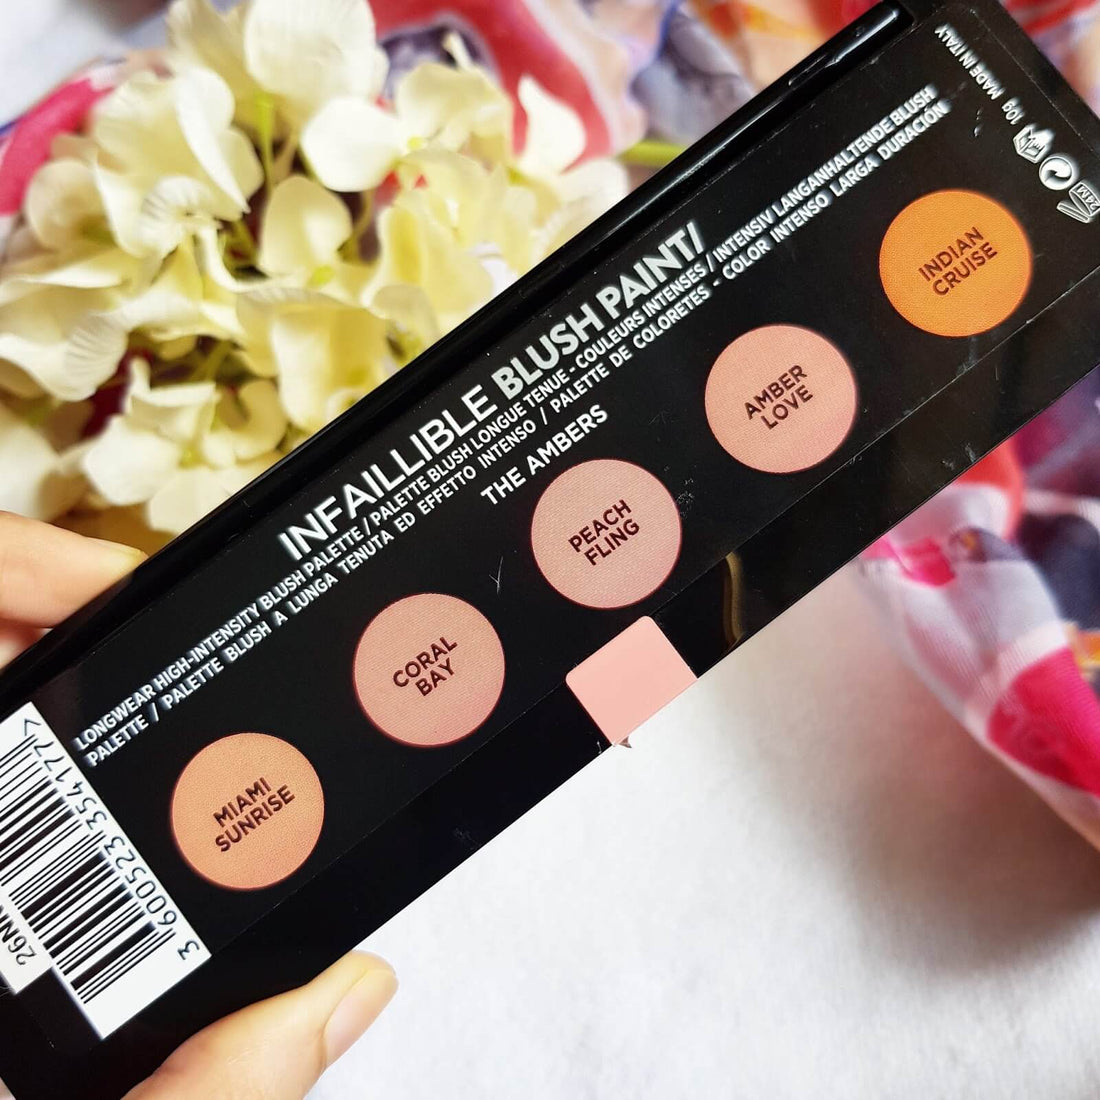 INFAILLIBLE BLUSH PAINT/
LONGWEAR HIGH-INTENSITY BLUSH PALETTE / PALETTE BLUSH LONGUE TENUE - COULEURS INTENSES / INTENSIV LANGANHALTENDE BLUSH
PALETTE / PALETTE BLUSH A LUNGA TENUTA ED EFFETTO INTENSO / PALETTE DE COLORETES - COLOR INTENSO LARGA DURACIÓN
THE AMBERS
MIAMI
SUNRISE
CORAL
BAY
PEACH
FLING
AMBER
LOVE
INDIAN
CRUISE
10g MADE IN ITALY
24M
3 600523 354177 >